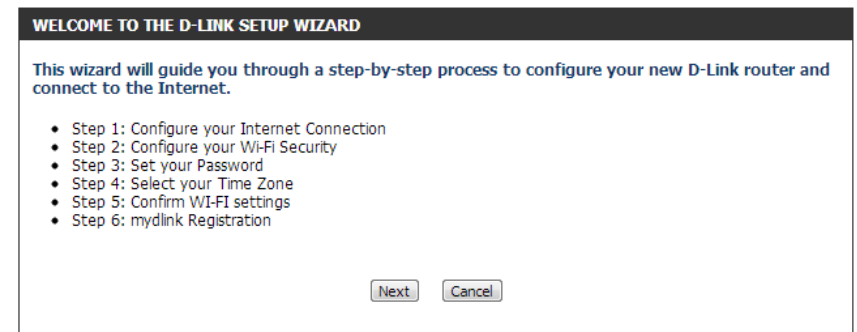 WELCOME TO THE D-LINK SETUP WIZARD
This wizard will guide you through a step-by-step process to configure your new D-Link router and
connect to the Internet.
• Step 1: Configure your Internet Connection
• Step 2: Configure your Wi-Fi Security
• Step 3: Set your Password
• Step 4: Select your Time Zone
• Step 5: Confirm WI-FI settings
• Step 6: mydlink Registration
Next Cancel